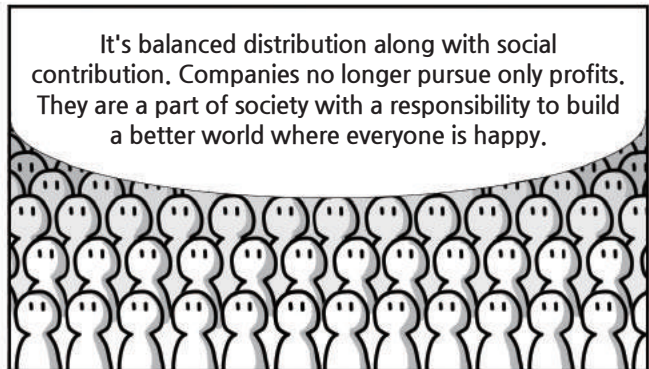 It's balanced distribution along with social
contribution. Companies no longer pursue only profits.
They are a part of society with a responsibility to build
a better world where everyone is happy.